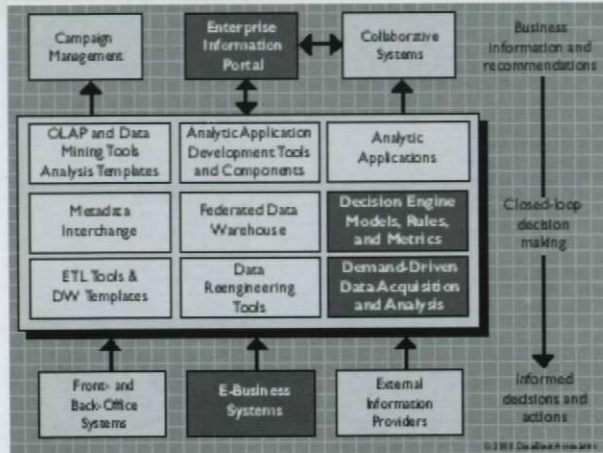 Campaign
Management
Enterprise
Information
Portal
Collaborative
Systems
Business
information and
recommendations
OLAP and Data
Mining Tools
Analysis Templates
Analytic Application
Development Tools
and Components
Analytic
Applications
Metadata
Interchange
Federated Data
Warehouse
Decision Engine
Models, Rules,
and Metrics
Closed-loop
decision
making
ETL Tools &
DW Templates
Data
Reengineering
Tools
Demand-Driven
Data Acquisition
and Analysis
Front- and
Back-Office
Systems
E-Business
Systems
External
Information
Providers
Informed
decisions and
actions
Associates